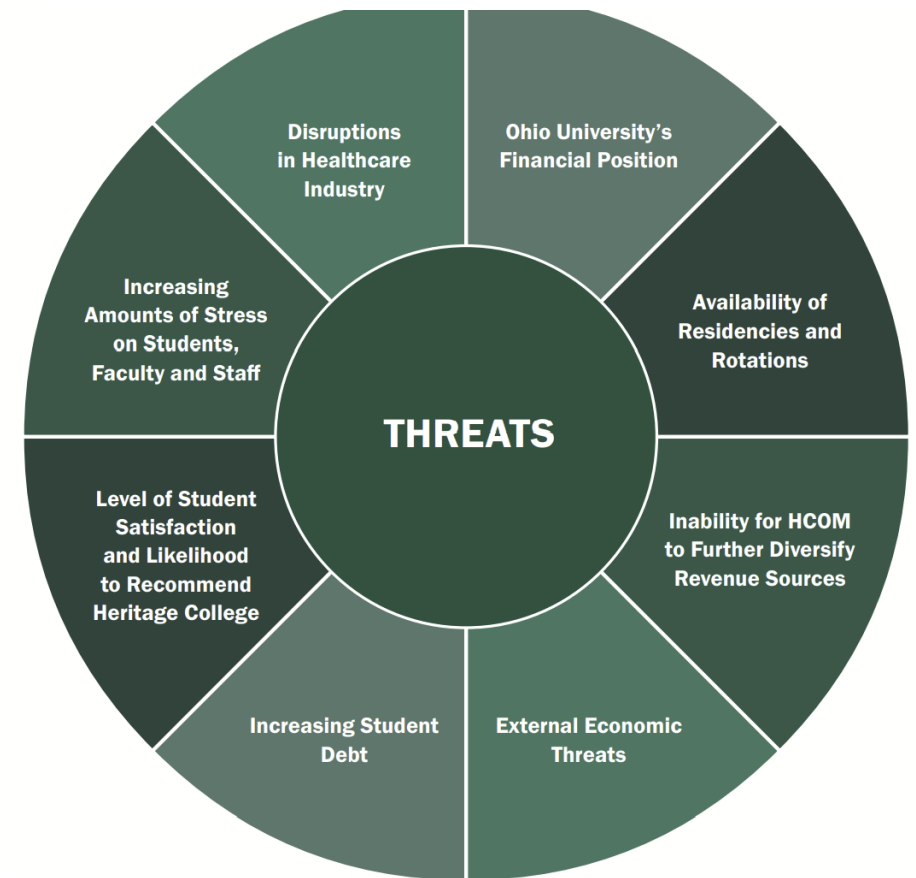 THREATS
Ohio University's
Financial Position
Availability of
Residencies and
Rotations
Inability for HCOM
to Further Diversify
Revenue Sources
External Economic
Threats
Increasing Student
Debt
Level of Student
Satisfaction
and Likelihood
to Recommend
Heritage College
Increasing
Amounts of Stress
on Students,
Faculty and Staff
Disruptions
in Healthcare
Industry